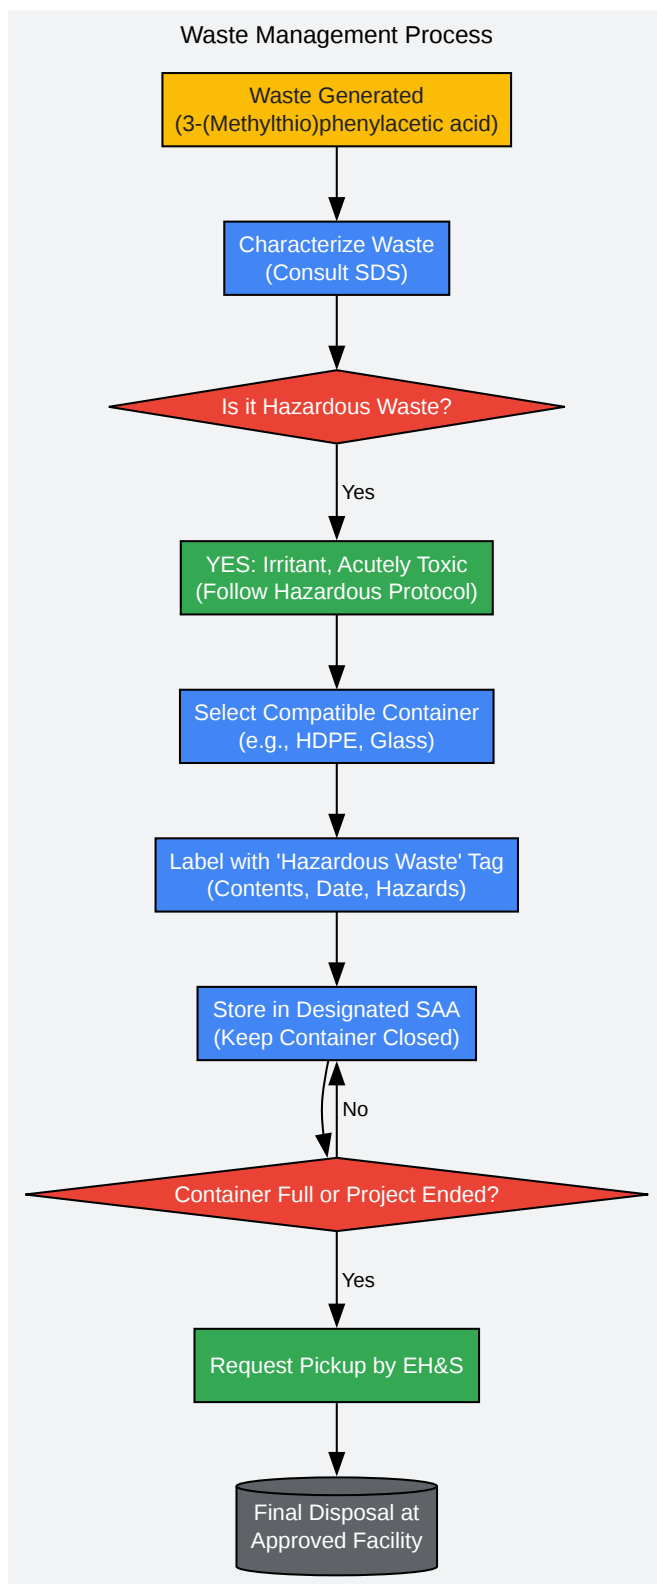 Waste Management Process
Waste Generated
(3-(Methylthio)phenylacetic acid)
Characterize Waste
(Consult SDS)
Is it Hazardous Waste?
Yes
YES: Irritant, Acutely Toxic
(Follow Hazardous Protocol)
Select Compatible Container
(e.g., HDPE, Glass)
Label with 'Hazardous Waste' Tag
(Contents, Date, Hazards)
Store in Designated SAA
(Keep Container Closed)
No
Container Full or Project Ended?
Yes
Request Pickup by EH&S
Final Disposal at
Approved Facility